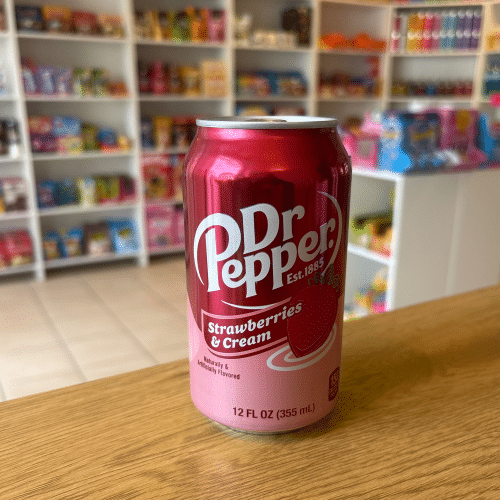 Dr
Pepper
Est.1885
Strawberries
& Cream
Naturally &
Artificially Flavored
12 FL OZ (355 mL)